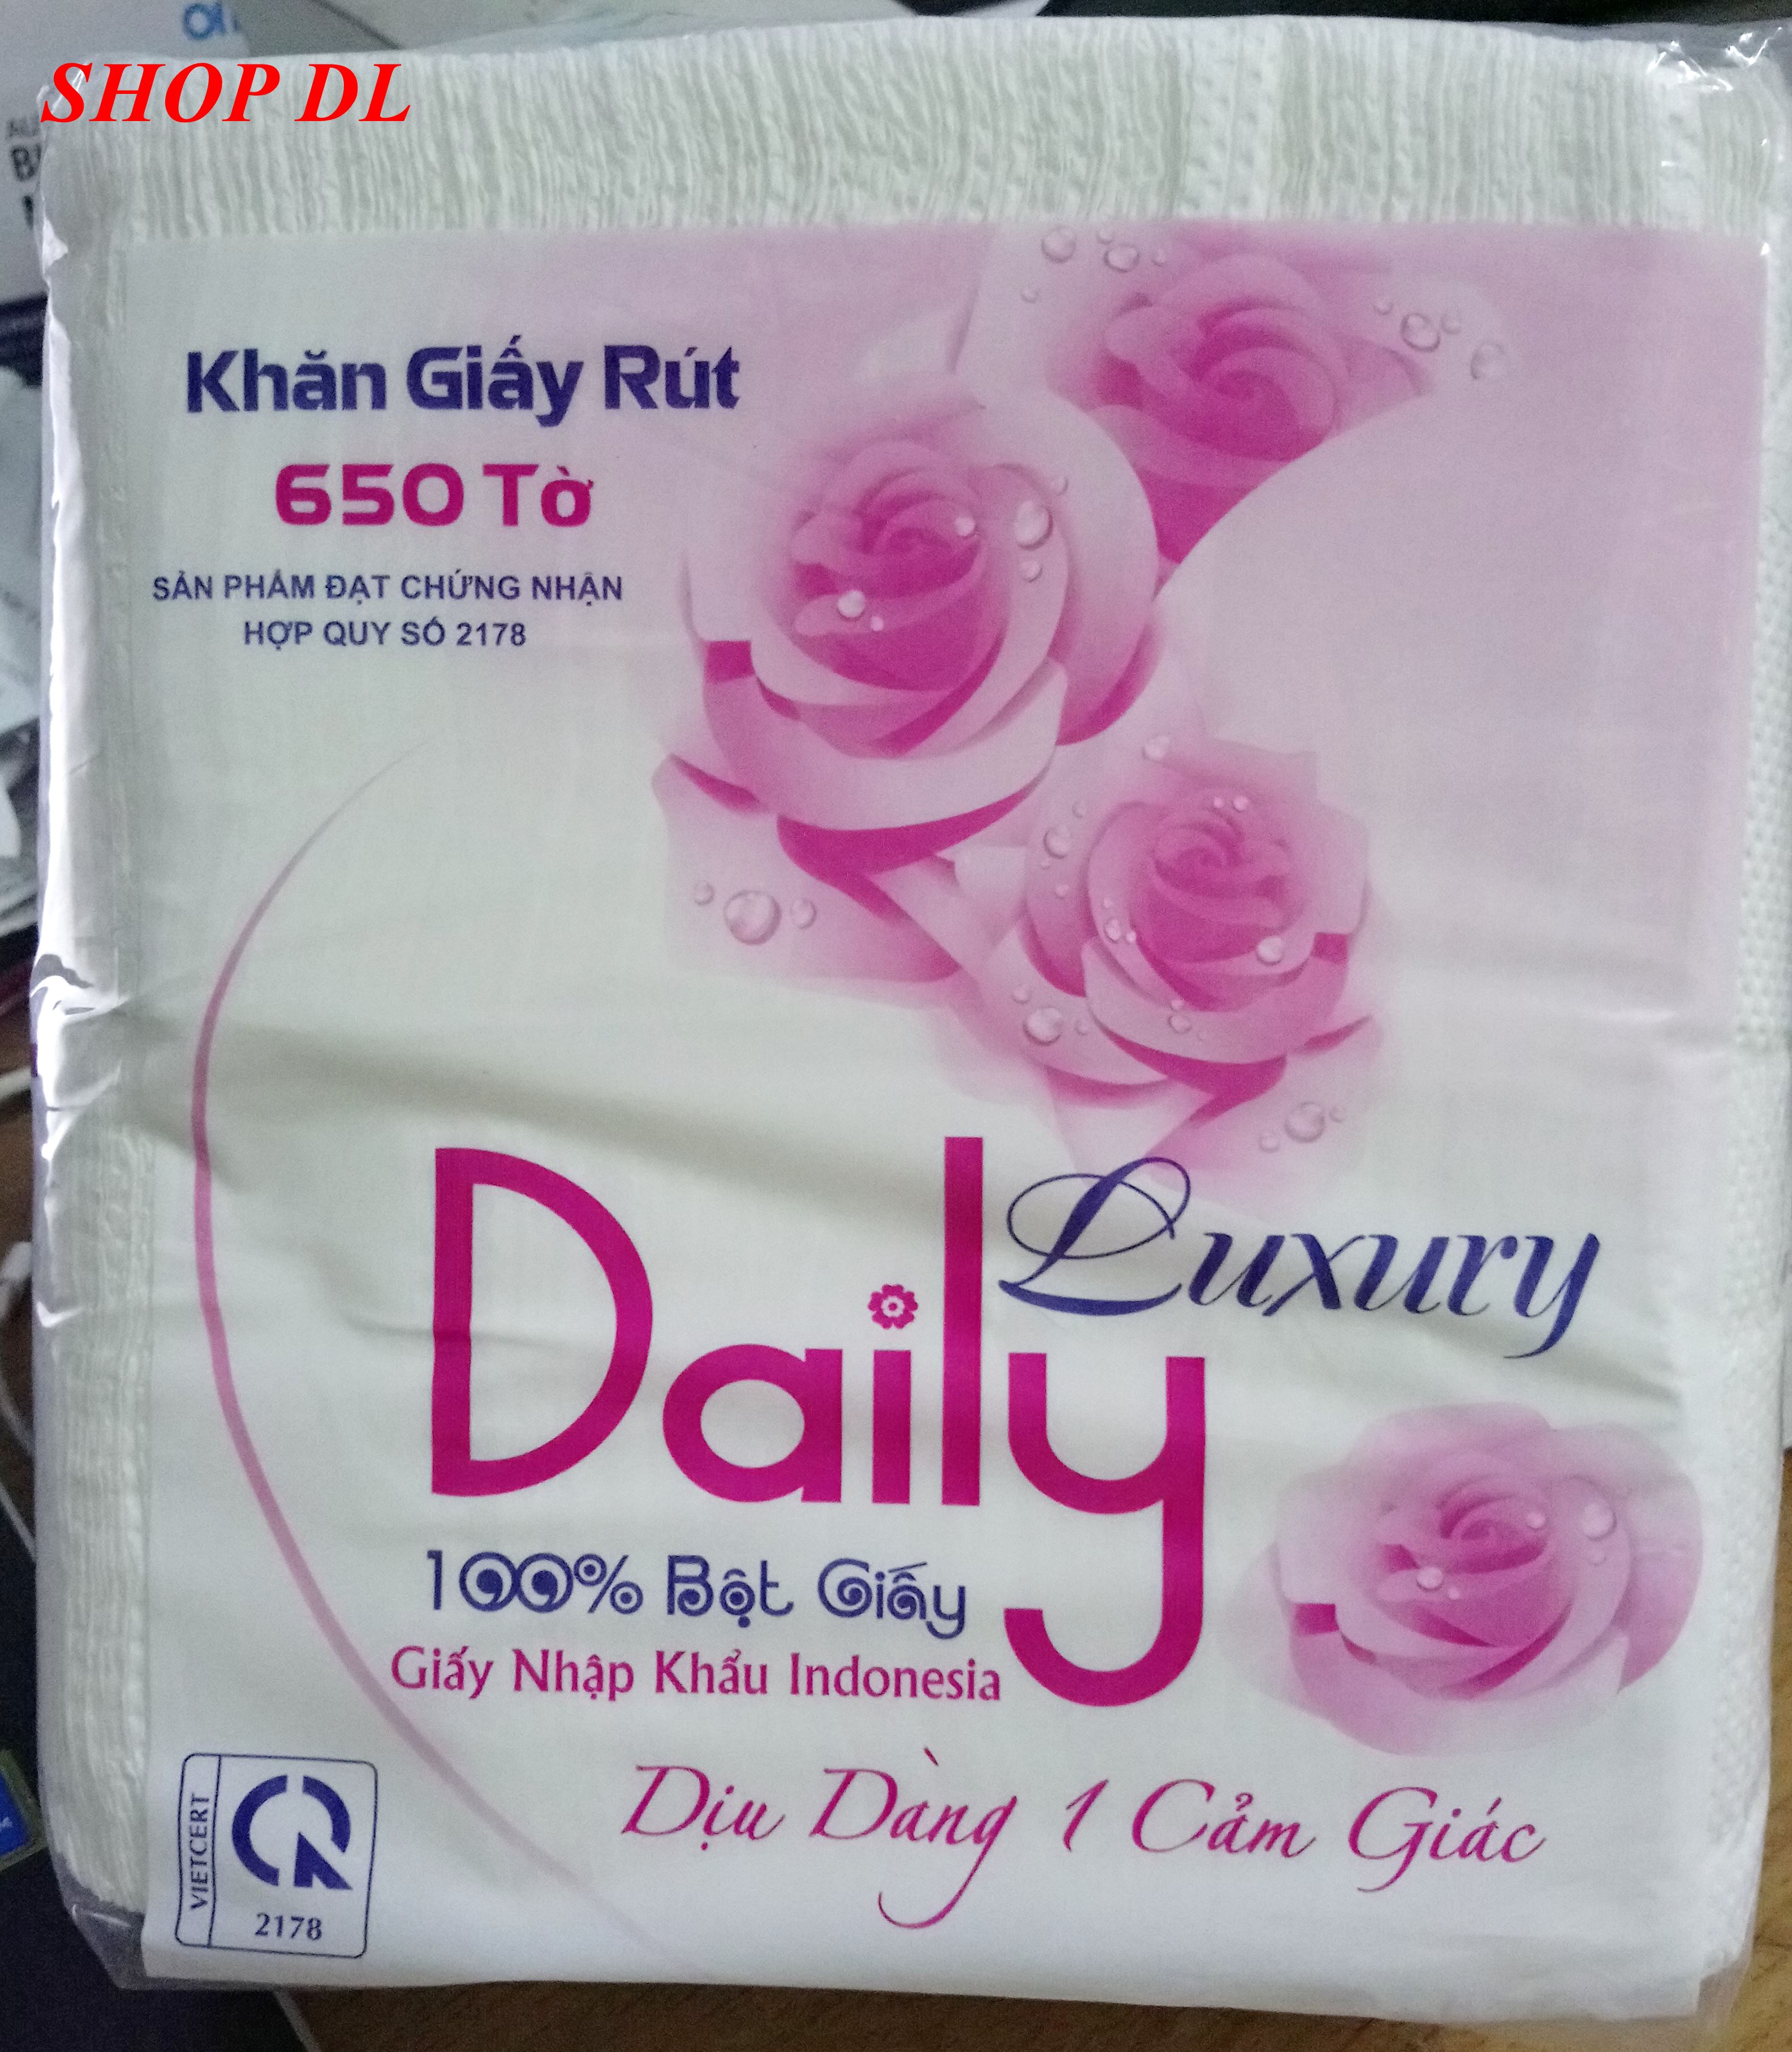 SHOP DL
Khăn Giấy Rút
650 Tờ
SẢN PHẨM ĐẠT CHỨNG NHẬN
HỢP QUY SỐ 2178
Daily Luxury
100% Bột Giấy
Giấy Nhập Khẩu Indonesia
Dịu Dàng 1 Cảm Giác
VIETCERT
2178